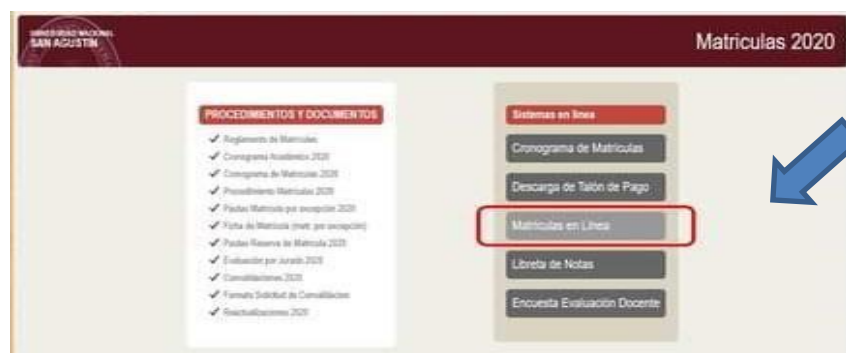 UNIVERSIDAD NACIONAL
SAN AGUSTÍN
Matriculas 2020
PROCEDIMIENTOS Y DOCUMENTOS
Reglamento de Matriculas
Cronograma Académico 2020
Cronograma de Matriculas 2020
Procedimiento Matriculas 2020
Pautas Matricula por excepción 2020
Ficha de Matricula (matr. por excepción)
Pautas Reserva de Matricula 2020
Evaluación por Jurado 2020
Convalidaciones 2020
Formato Solicitud de Convalidación
Reactualizaciones 2020
Sistemas en linea
Cronograma de Matriculas
Descarga de Talón de Pago
Matriculas en Linea
Libreta de Notas
Encuesta Evaluación Docente